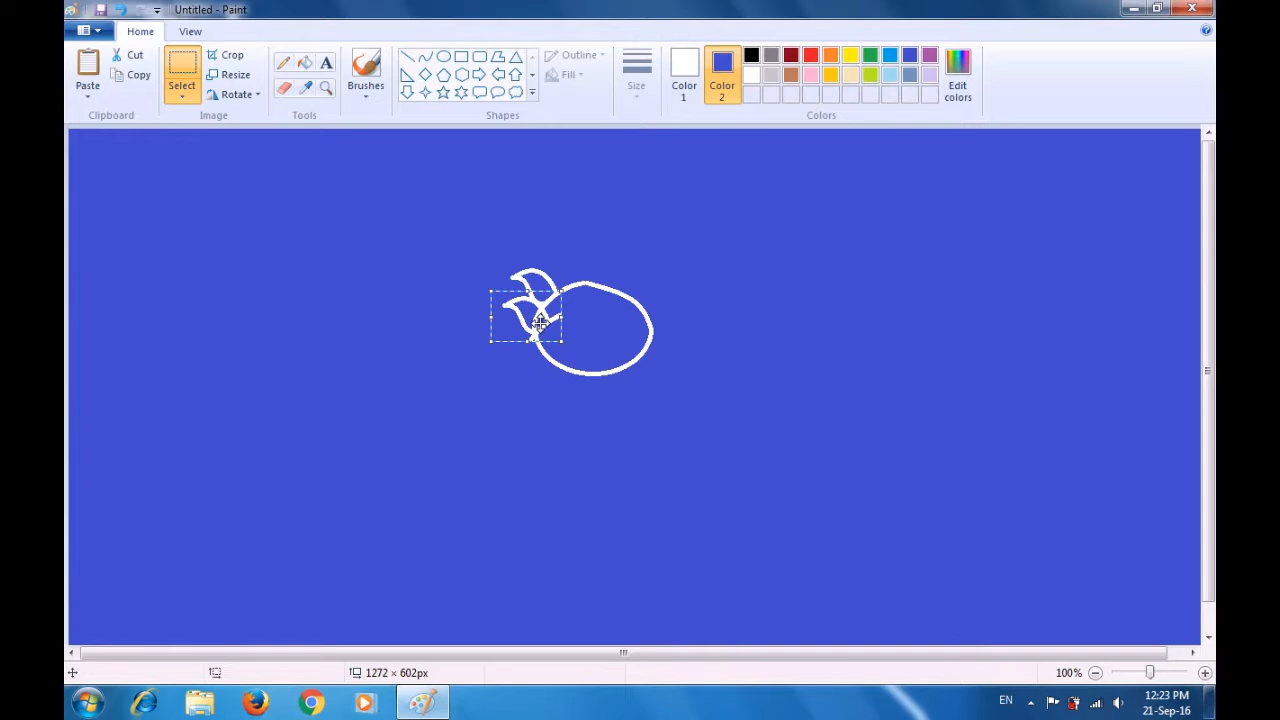 Untitled - Paint
Home View
Paste Cut Copy Select Crop Resize Rotate A Brushes Outline Fill Size Color 1 Color 2 Edit colors
Clipboard Image Tools Shapes Colors
1272 × 602px 100%
EN 12:23 PM
21-Sep-16